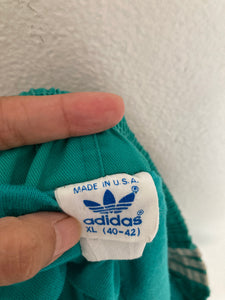 MADE IN U.S.A.
®
adidas®
XL (40-42)